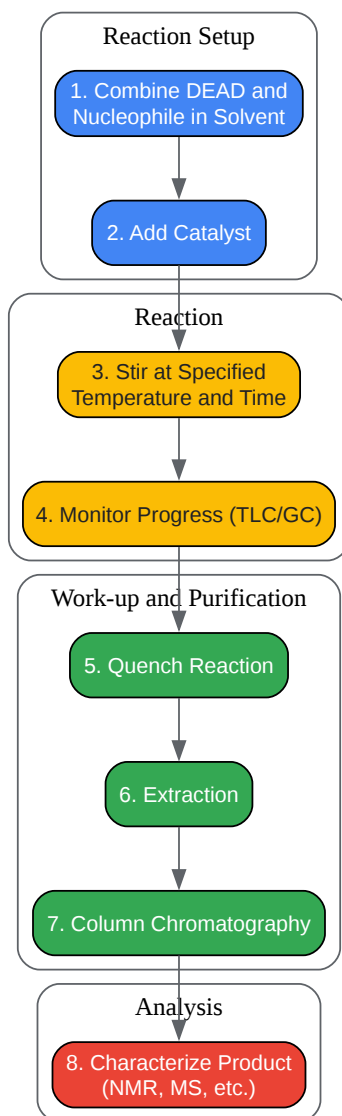 Reaction Setup
1. Combine DEAD and
Nucleophile in Solvent
2. Add Catalyst
Reaction
3. Stir at Specified
Temperature and Time
4. Monitor Progress (TLC/GC)
Work-up and Purification
5. Quench Reaction
6. Extraction
7. Column Chromatography
Analysis
8. Characterize Product
(NMR, MS, etc.)